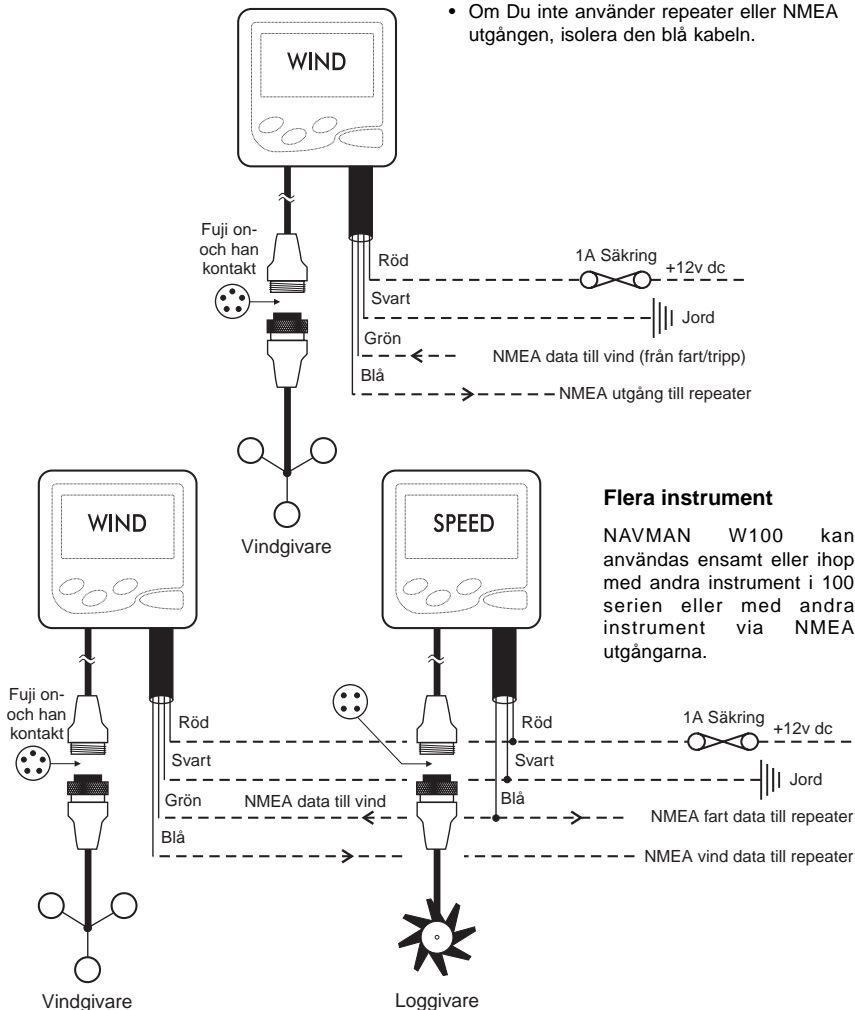 • Om Du inte använder repeater eller NMEA
utgången, isolera den blå kabeln.
WIND
Fuji on-
och han
kontakt
Röd
1A Säkring
+12v dc
Svart
Jord
Grön
NMEA data till vind (från fart/tripp)
Blå
NMEA utgång till repeater
Vindgivare
WIND
SPEED
Flera instrument
NAVMAN W100 kan
användas ensamt eller ihop
med andra instrument i 100
serien eller med andra
instrument via NMEA
utgångarna.
Fuji on-
och han
kontakt
Röd
Röd
1A Säkring
+12v dc
Svart
Svart
Jord
Grön
NMEA data till vind
Blå
NMEA fart data till repeater
Blå
NMEA vind data till repeater
Vindgivare
Loggivare